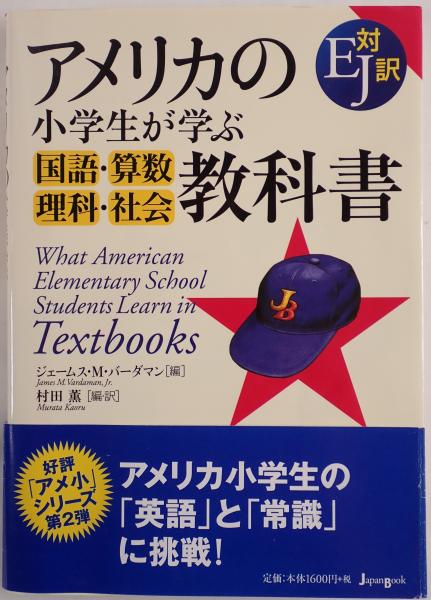 アメリカの
EJ対訳
小学生が学ぶ
国語・算数
理科・社会
教科書
What American
Elementary School
Students Learn in
Textbooks
JB
ジェームス・M・バーダマン[編]
James M. Vardaman, Jr.
村田 薫[編・訳]
Murata Kaoru
好評
「アメ小」
シリーズ
第2弾
アメリカ小学生の
「英語」と「常識」
に挑戦!
定価:本体1600円+税 JapanBook